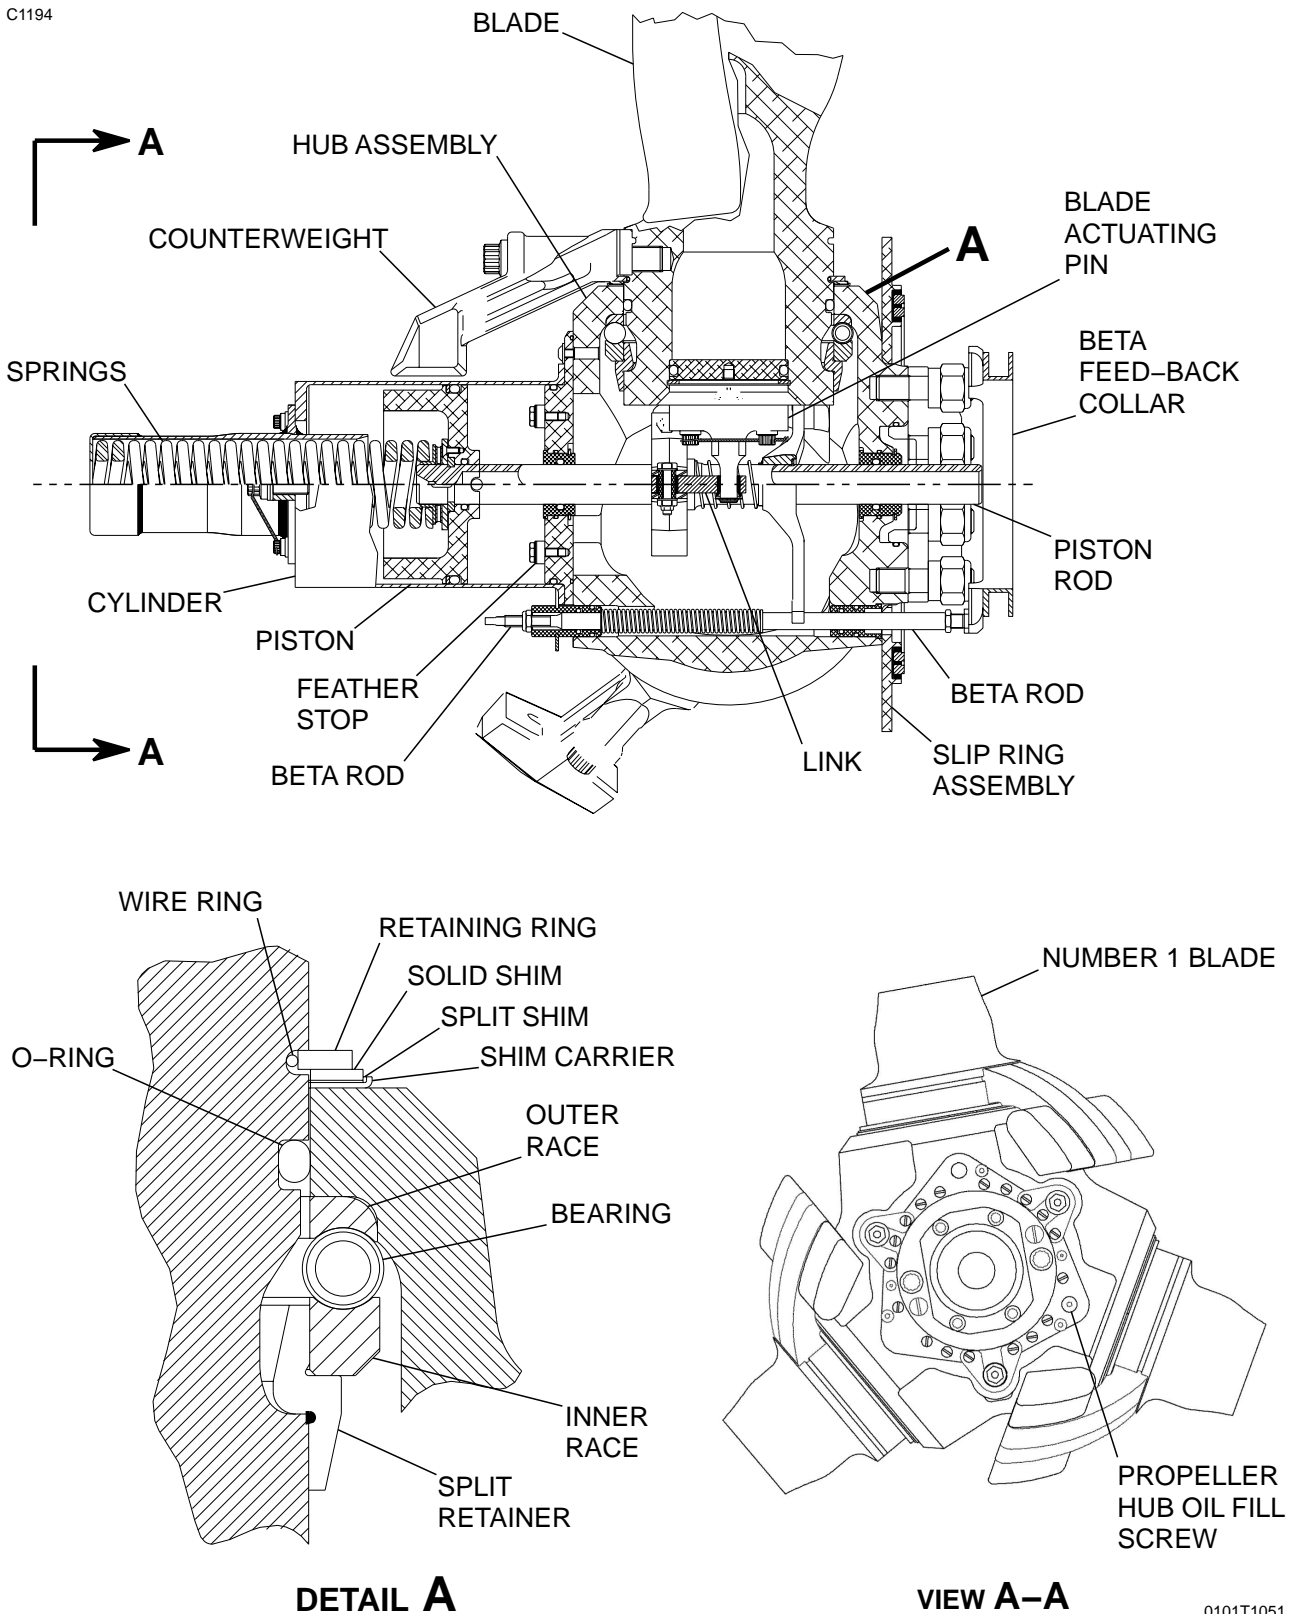 C1194
BLADE
A
HUB ASSEMBLY
BLADE
ACTUATING
PIN
COUNTERWEIGHT
A
BETA
FEED–BACK
COLLAR
SPRINGS
PISTON
ROD
CYLINDER
PISTON
FEATHER
STOP
BETA ROD
BETA ROD
LINK
SLIP RING
ASSEMBLY
A
WIRE RING
RETAINING RING
SOLID SHIM
SPLIT SHIM
SHIM CARRIER
O–RING
OUTER
RACE
BEARING
INNER
RACE
SPLIT
RETAINER
DETAIL A
NUMBER 1 BLADE
PROPELLER
HUB OIL FILL
SCREW
VIEW A–A
0101T1051